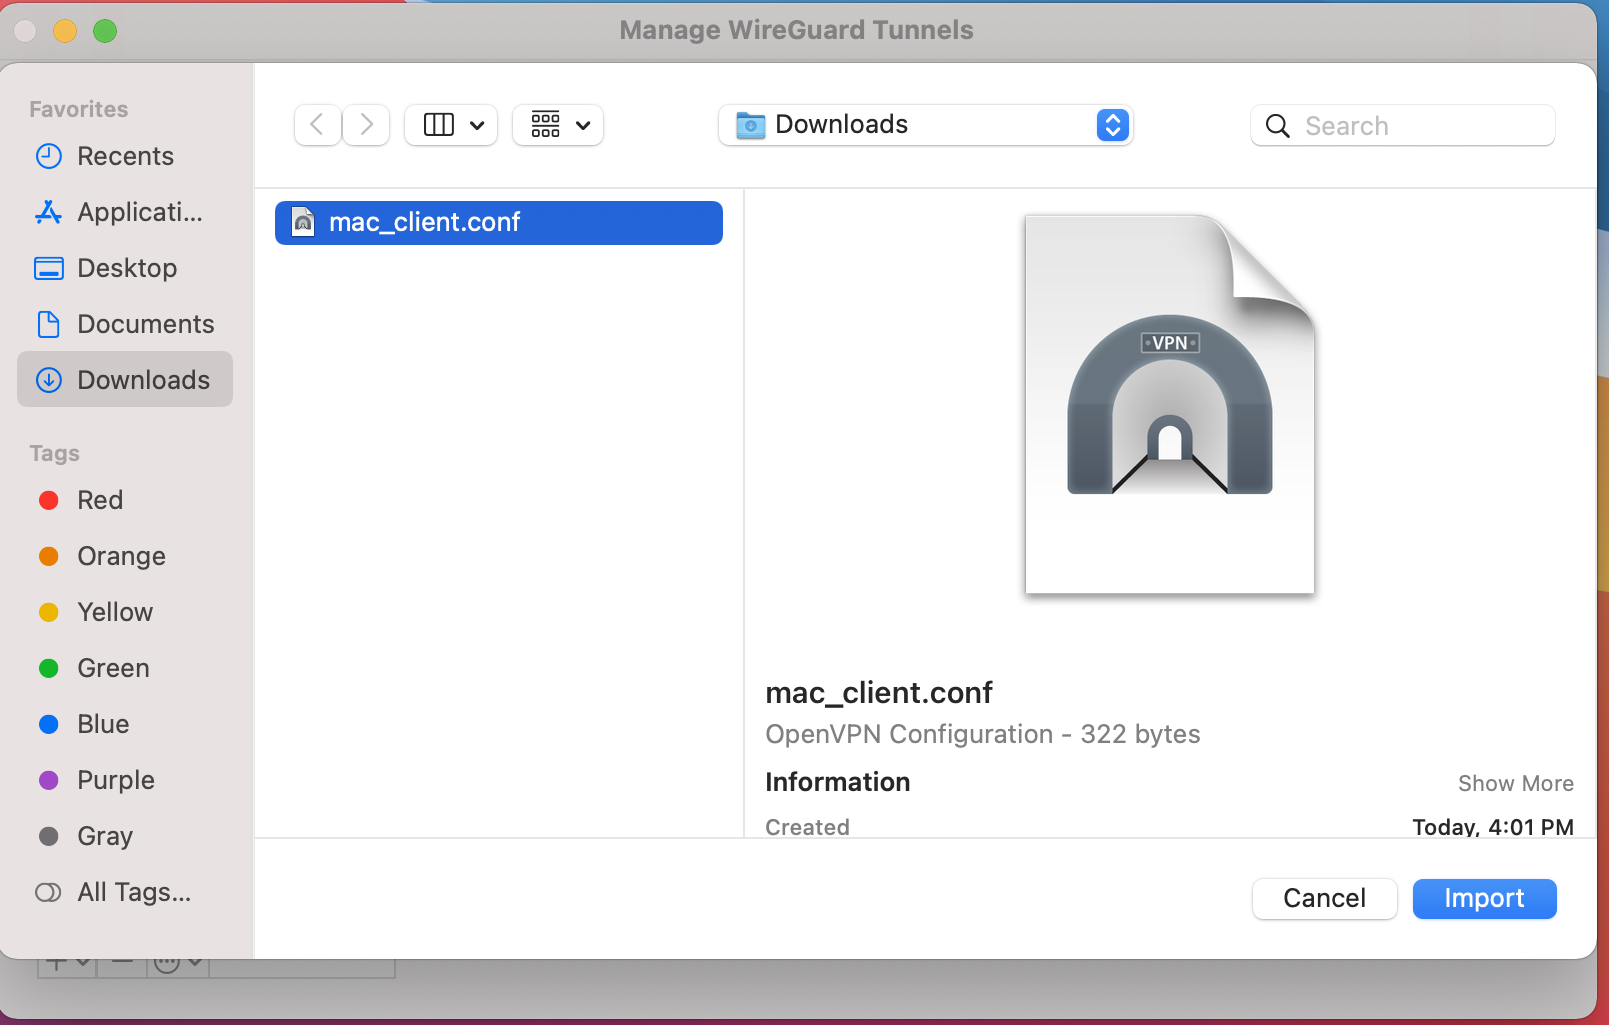 Manage WireGuard Tunnels
Favorites
Recents
Applicati...
Desktop
Documents
Downloads
Tags
Red
Orange
Yellow
Green
Blue
Purple
Gray
All Tags...
Downloads
Search
mac_client.conf
VPN
mac_client.conf
OpenVPN Configuration - 322 bytes
Information
Show More
Created
Today, 4:01 PM
Cancel
Import